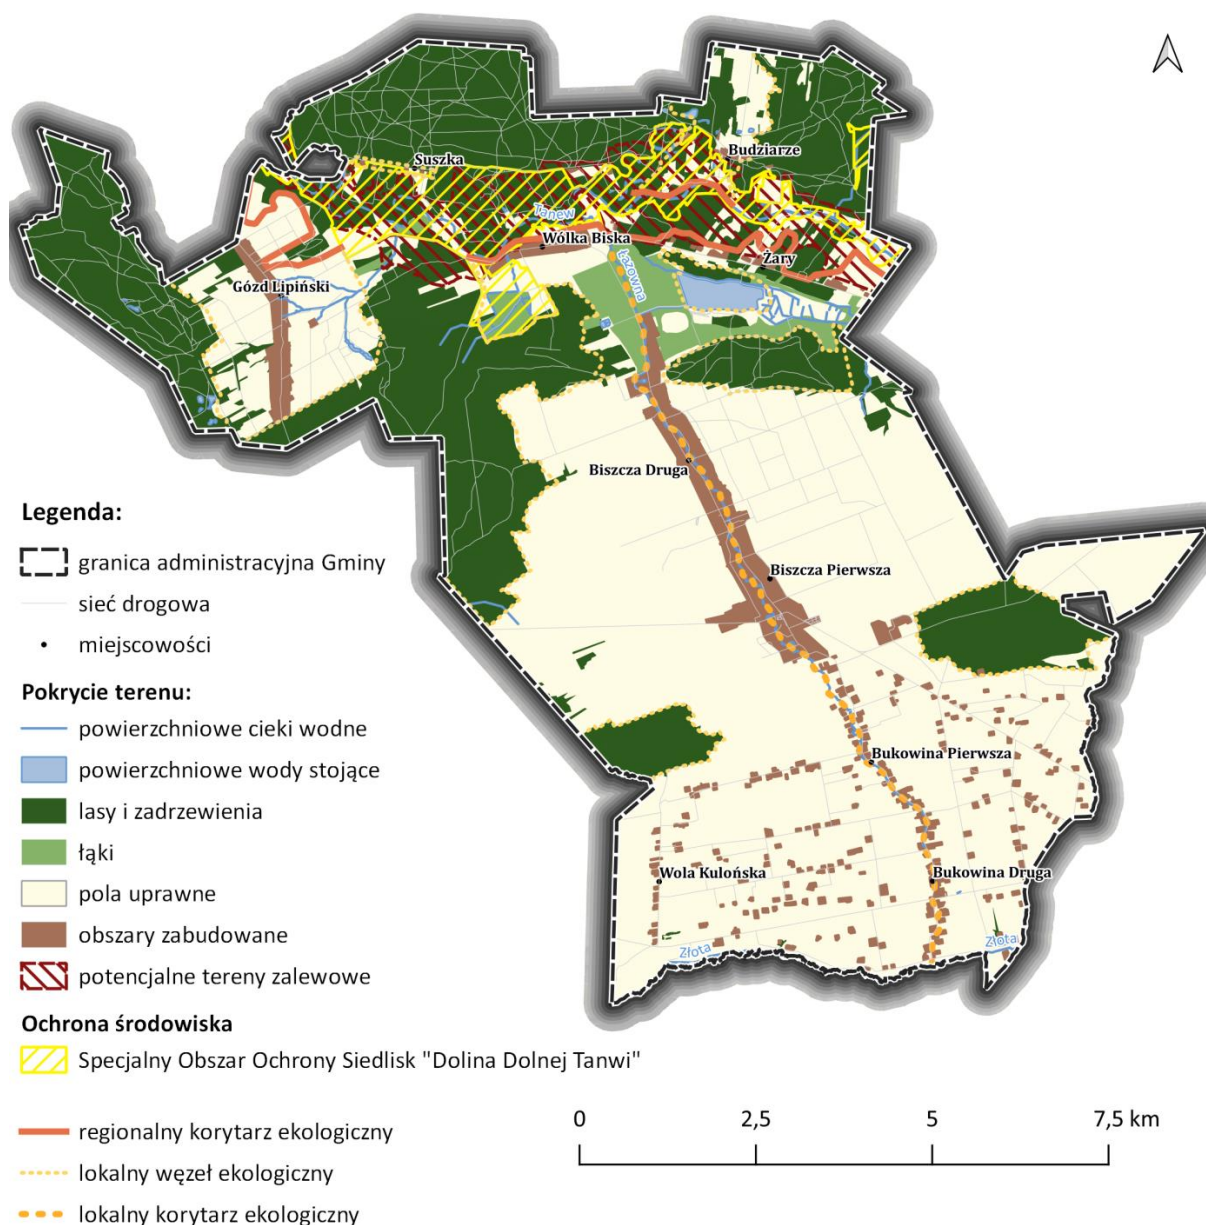 Budziarze
Suszka
Tanew
Wólka Biska
Żary
Łazowna
Gózd Lipiński
Biszcza Druga
Biszcza Pierwsza
Bukowina Pierwsza
Wola Kulońska
Bukowina Druga
Złota
Złota
Legenda:
granica administracyjna Gminy
sieć drogowa
miejscowości
Pokrycie terenu:
powierzchniowe cieki wodne
powierzchniowe wody stojące
lasy i zadrzewienia
łąki
pola uprawne
obszary zabudowane
potencjalne tereny zalewowe
Ochrona środowiska
Specjalny Obszar Ochrony Siedlisk "Dolina Dolnej Tanwi"
regionalny korytarz ekologiczny
lokalny węzeł ekologiczny
lokalny korytarz ekologiczny
0 2,5 5 7,5 km